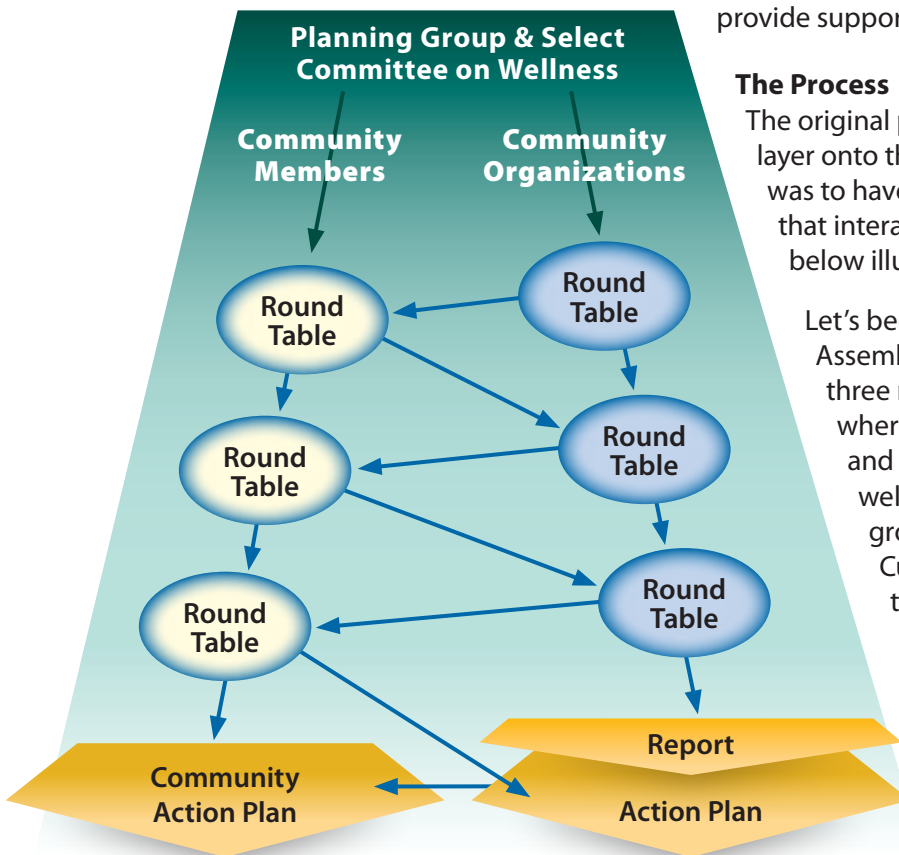 Planning Group & Select
Committee on Wellness
Community
Members
Community
Organizations
Round
Table
Round
Table
Round
Table
Round
Table
Round
Table
Round
Table
Report
Community
Action Plan
Action Plan
provide suppor
The Process
The original p
layer onto th
was to have
that intera
below illu
Let's be
Assembl
three r
wher
and
wel
gro
Cu
t